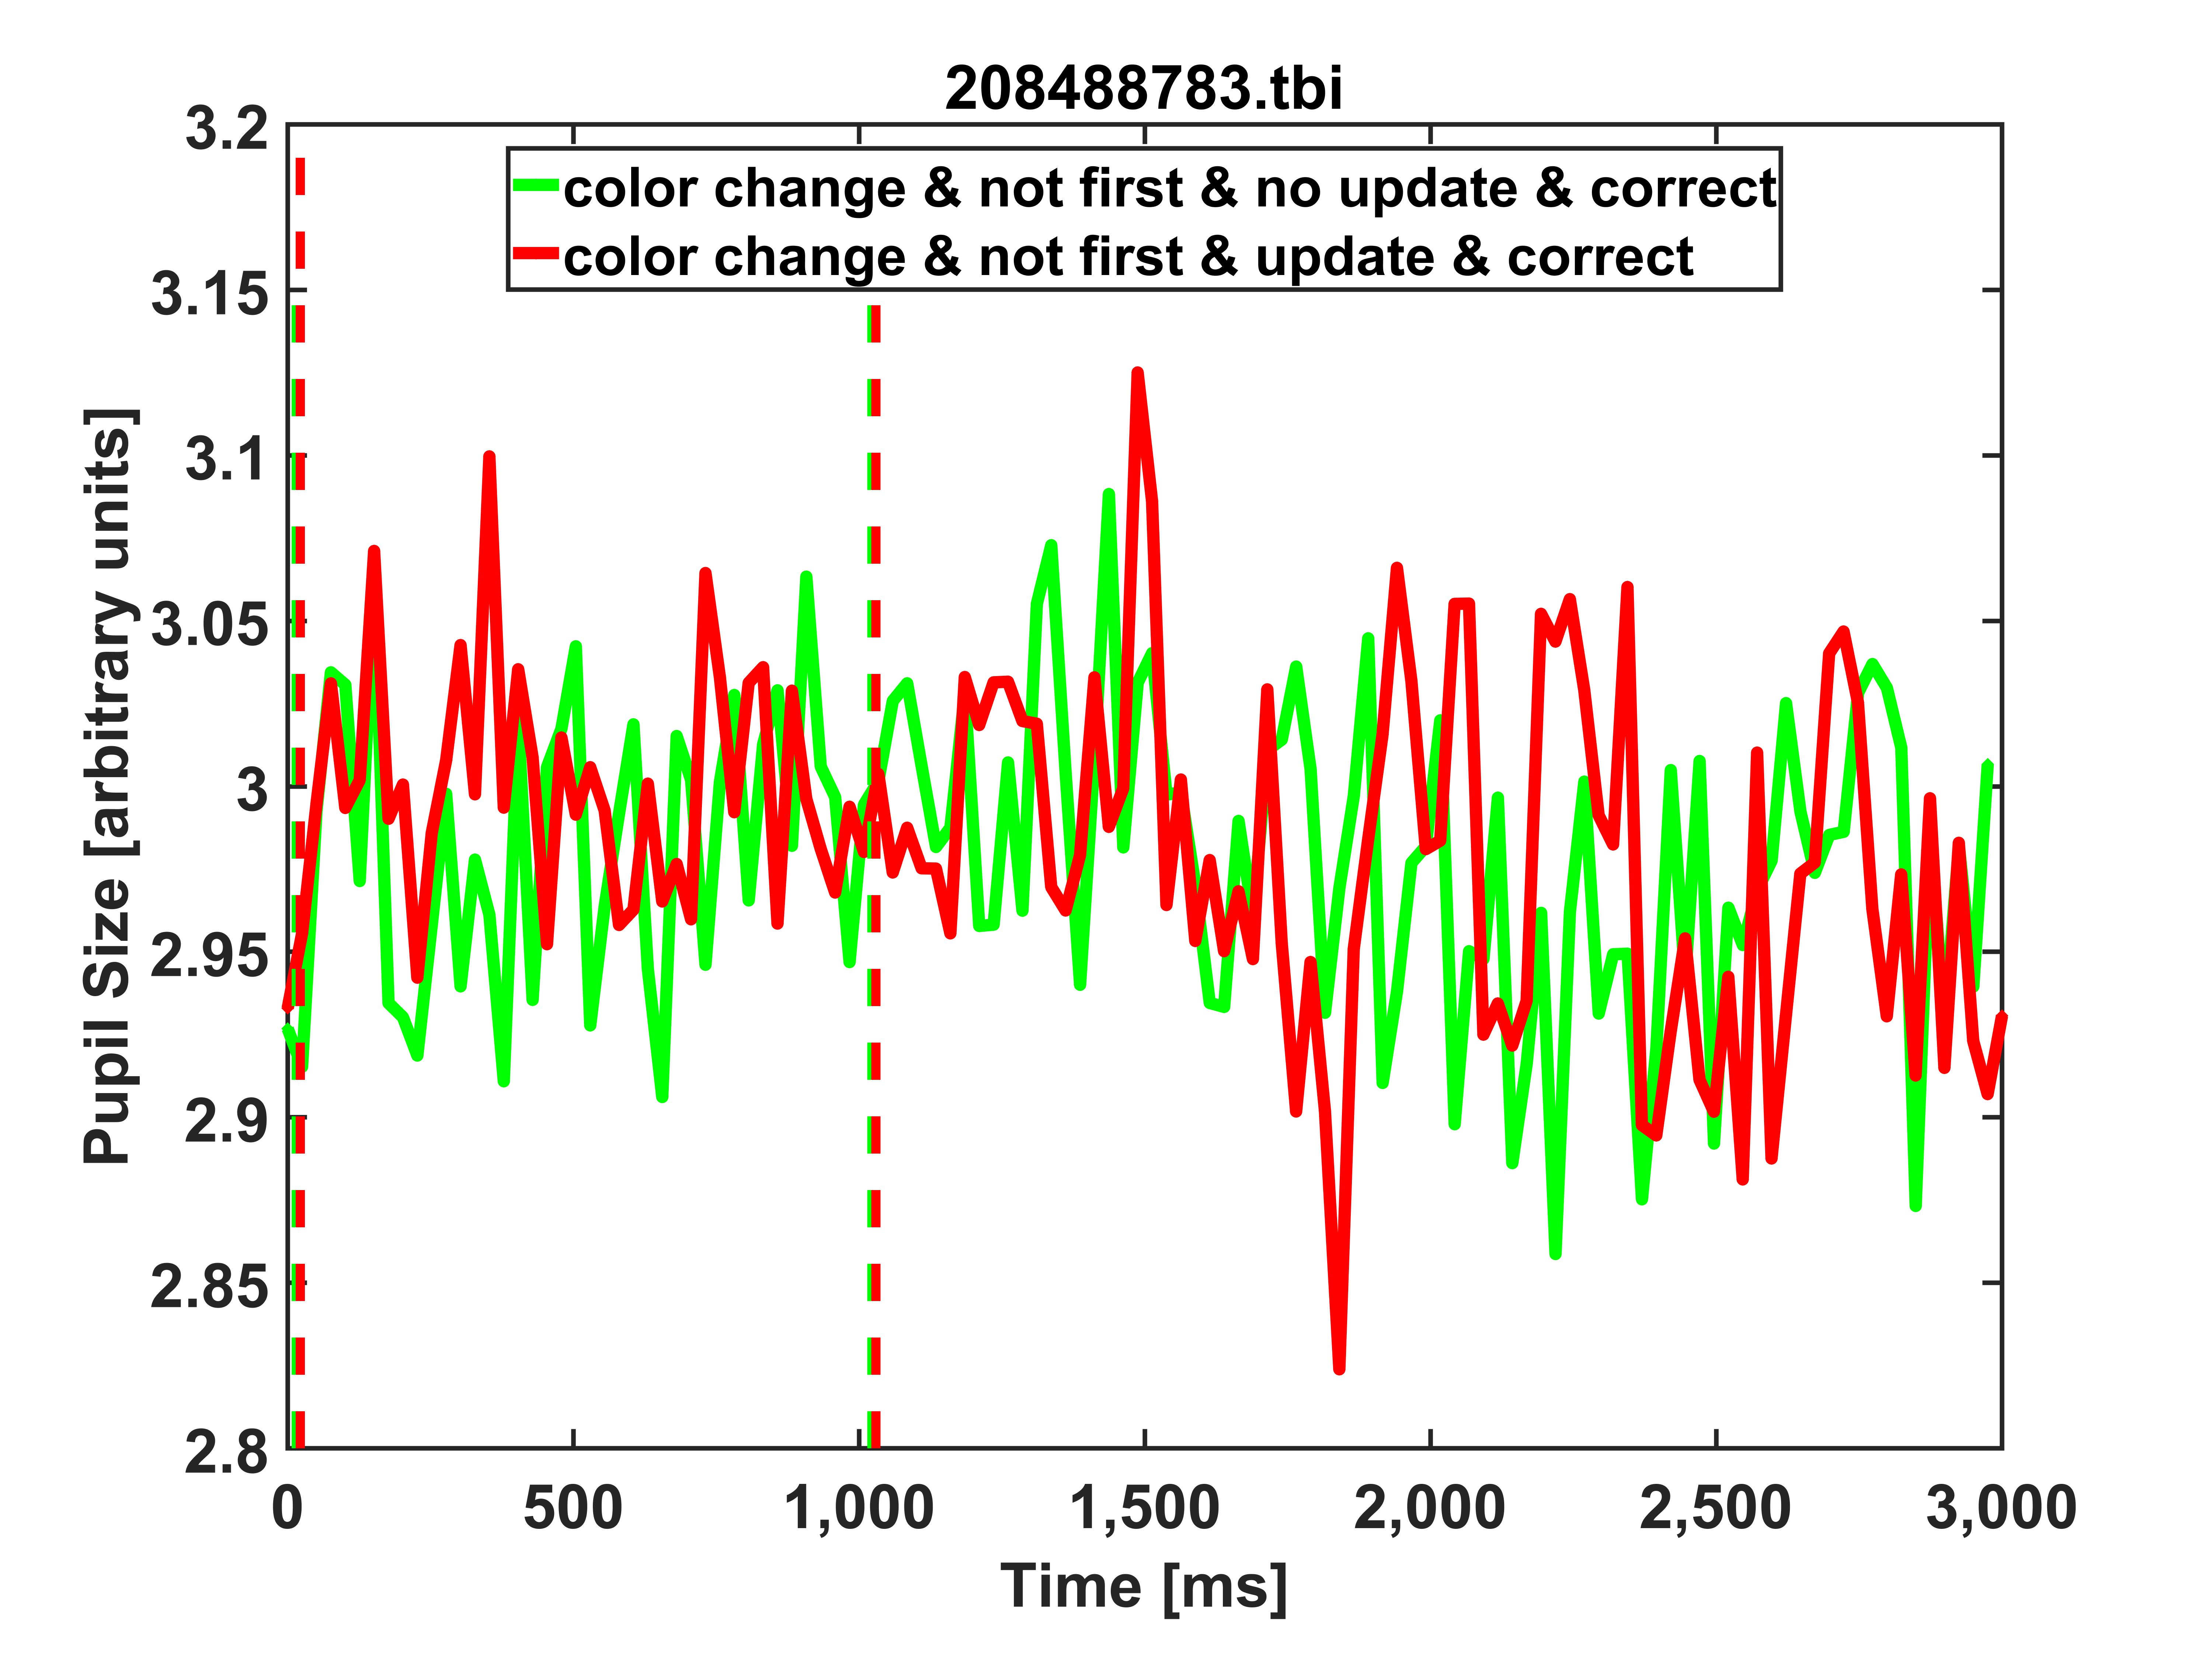 208488783.tbi
3.2
3.15
3.1
3.05
3
2.95
2.9
2.85
2.8
Pupil Size [arbitrary units]
color change & not first & no update & correct
color change & not first & update & correct
0 500 1,000 1,500 2,000 2,500 3,000
Time [ms]